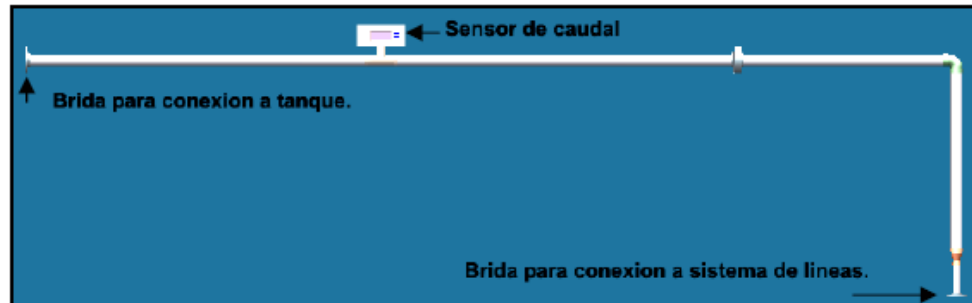 Sensor de caudal
Brida para conexion a tanque.
Brida para conexion a sistema de lineas.